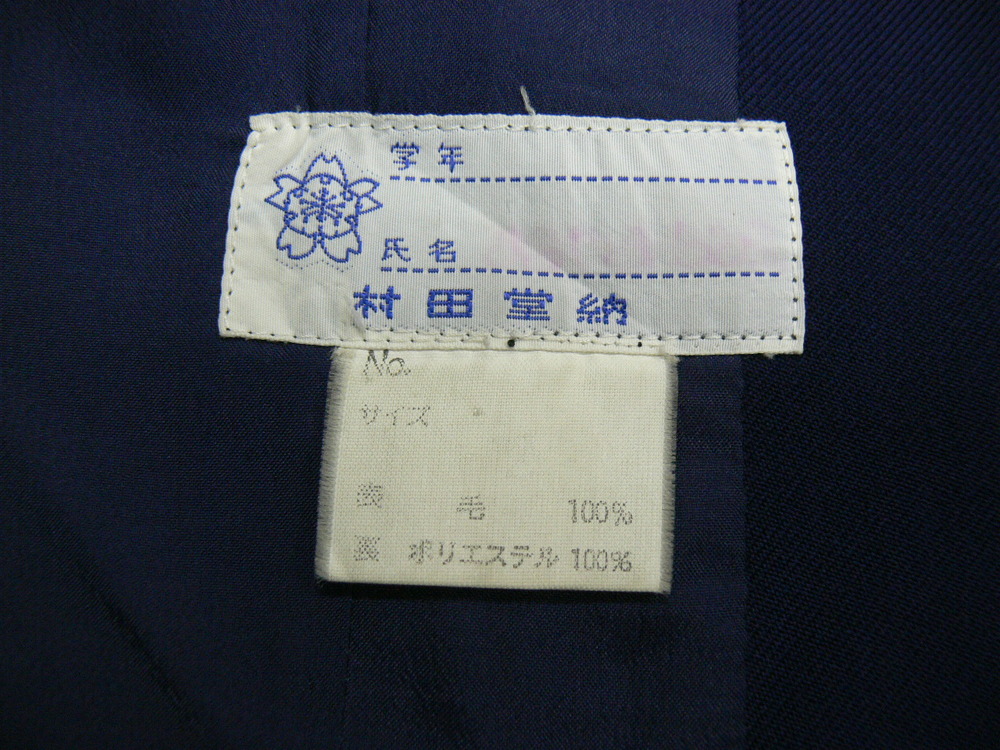 学年
氏名
村田堂納
No.
サイズ
表 毛 100%
裏 ポリエステル 100%